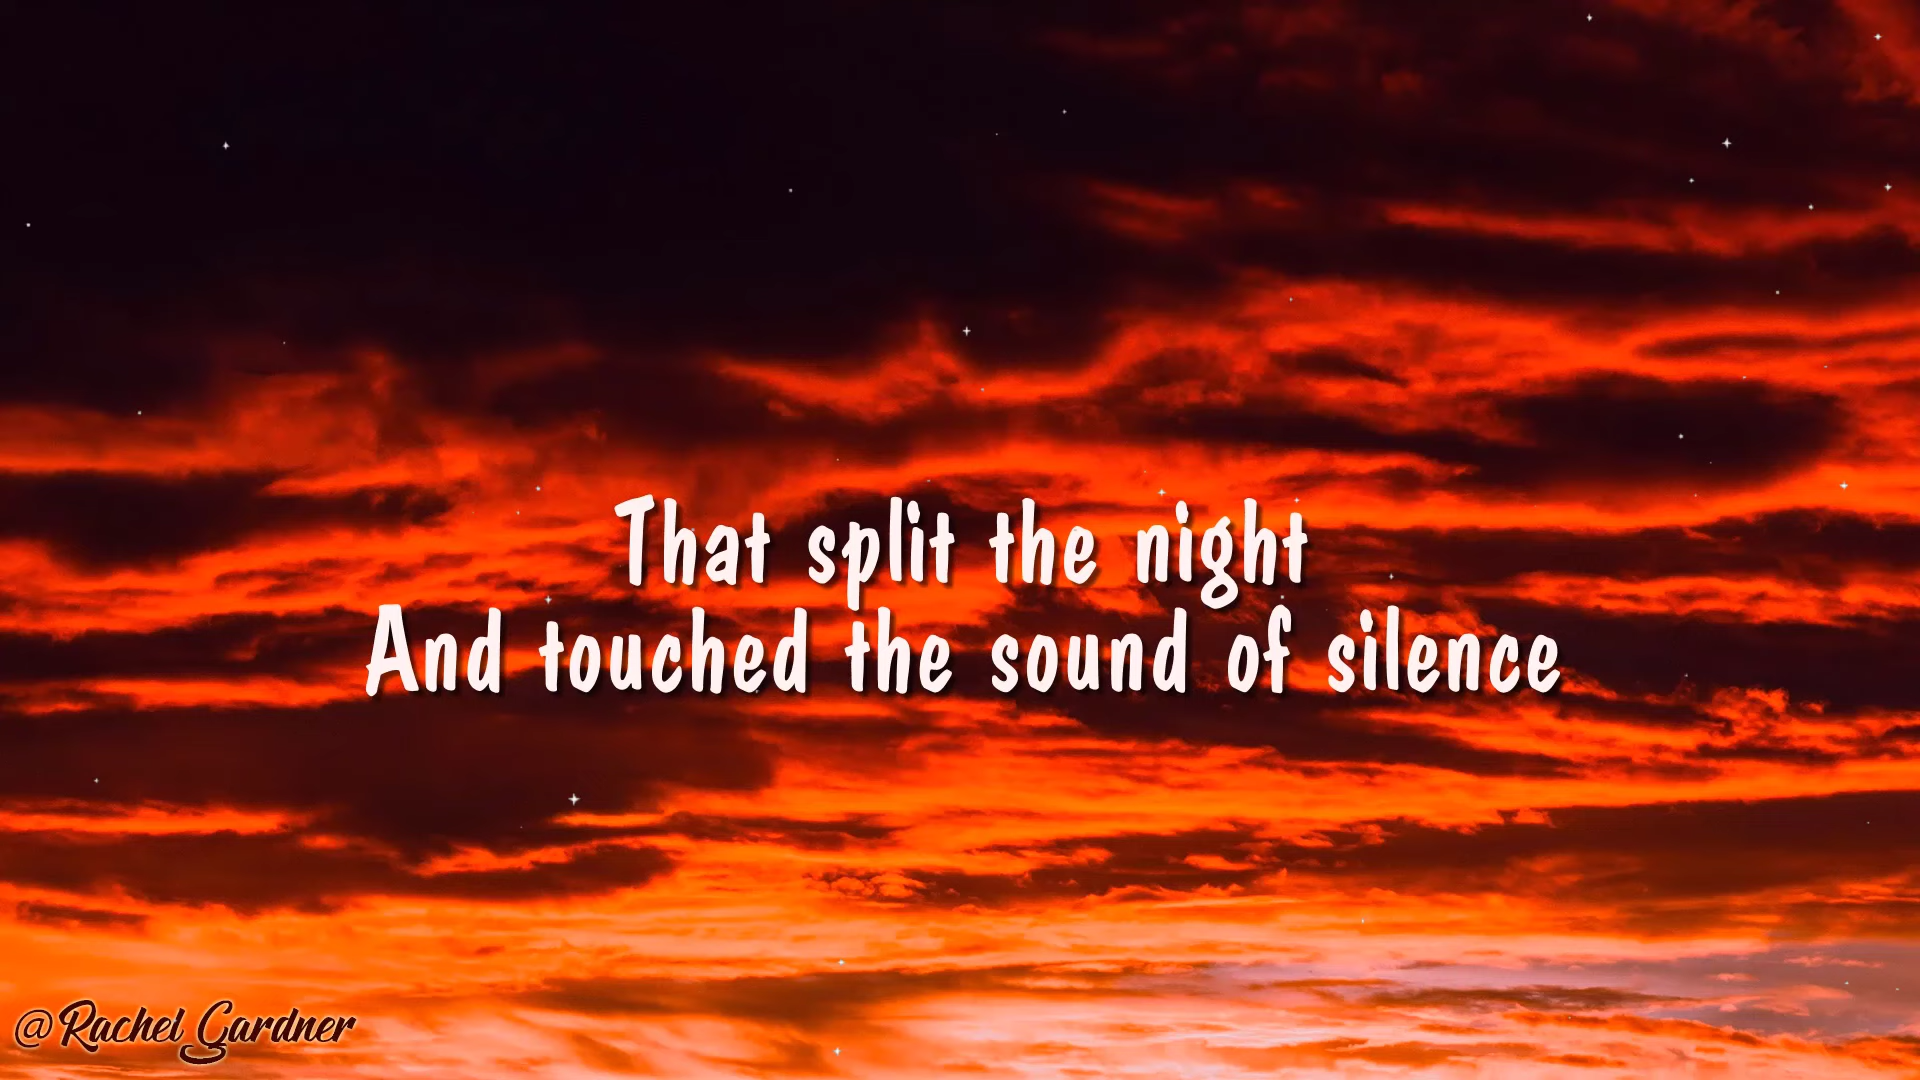 That split the night
And touched the sound of silence
@Rachel Gardner